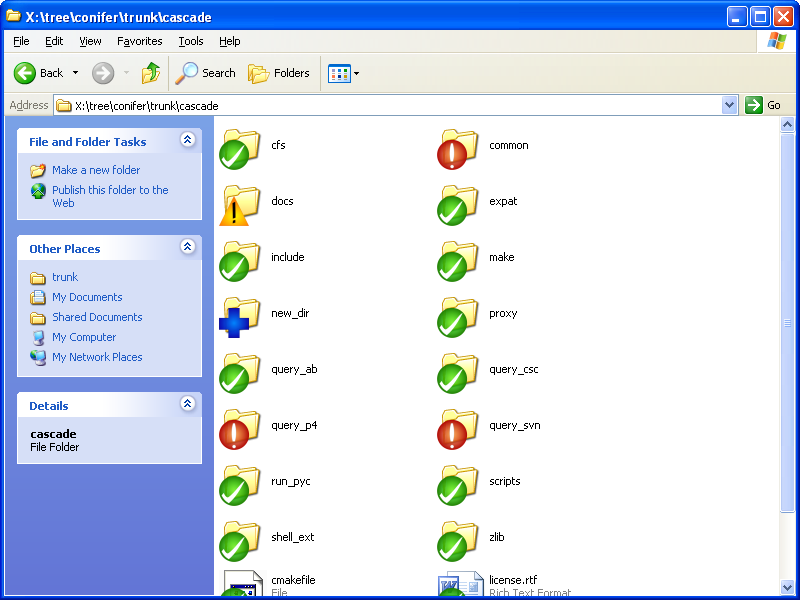 X:\tree\conifer\trunk\cascade
File Edit View Favorites Tools Help
Back Search Folders
Address X:\tree\conifer\trunk\cascade Go
File and Folder Tasks
Make a new folder
Publish this folder to the
Web
Other Places
trunk
My Documents
Shared Documents
My Computer
My Network Places
Details
cascade
File Folder
cfs common
docs expat
include make
new_dir proxy
query_ab query_csc
query_p4 query_svn
run_pyc scripts
shell_ext zlib
cmakefile license.rtf
File Rich Text Format